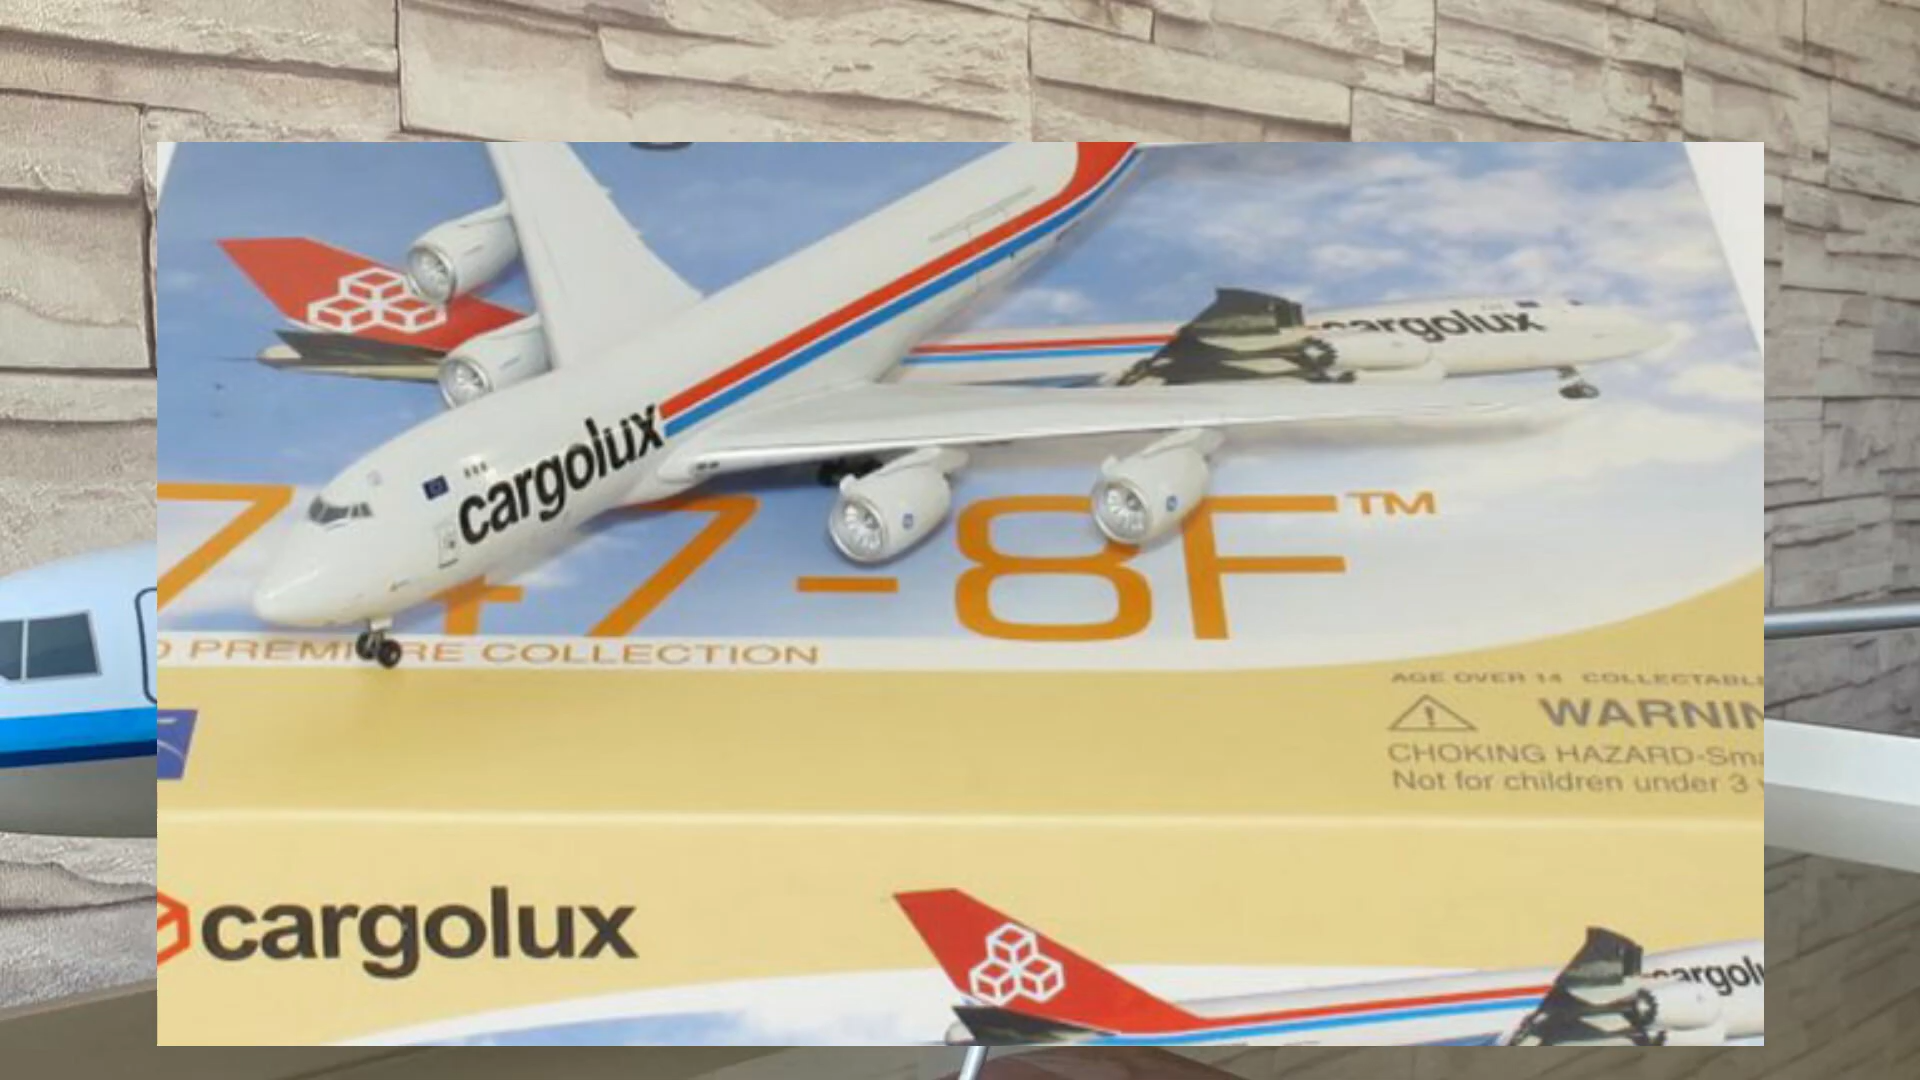 cargolux
cargolux
7 7-8F™
PREMI RE COLLECTION
AGE OVER 14 COLLECTABLE
WARNIN
CHOKING HAZARD-Sma
Not for children under 3
cargolux
cargolu